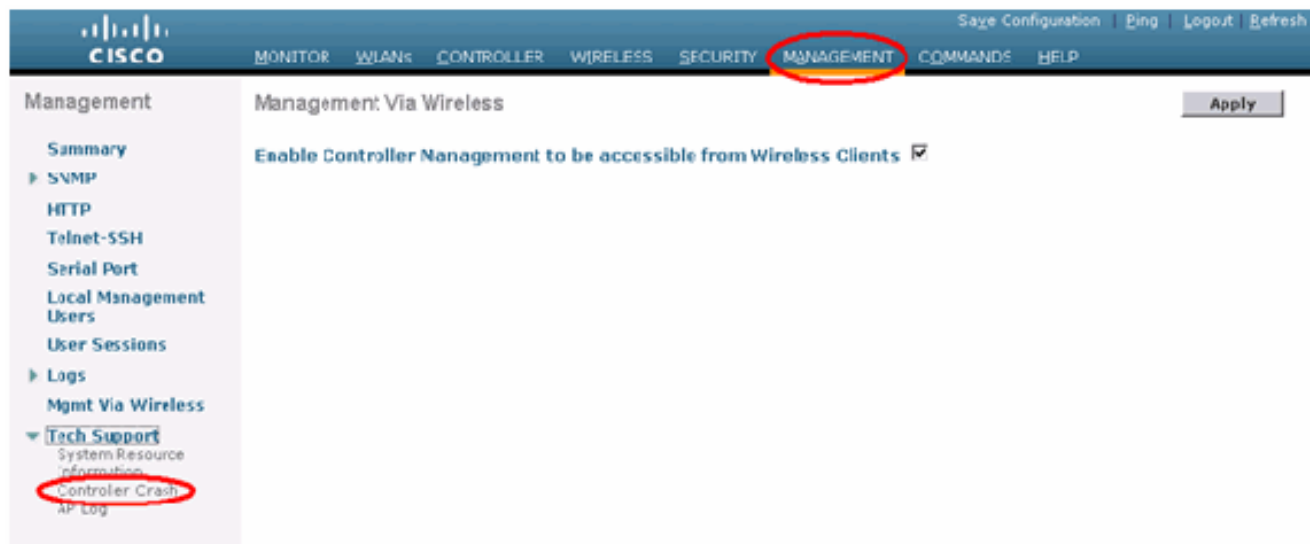 Save Configuration | Ping | Logout | Refresh
CISCO
MONITOR WLANs CONTROLLER WIRELESS SECURITY MANAGEMENT COMMANDS HELP
Management
Management Via Wireless
Apply
Summary
Enable Controller Management to be accessible from Wireless Clients
SNMP
HTTP
Telnet-SSH
Serial Port
Local Management
Users
User Sessions
Logs
Mgmt Via Wireless
Tech Support
System Resource
Information
Controller Crash
AP Log